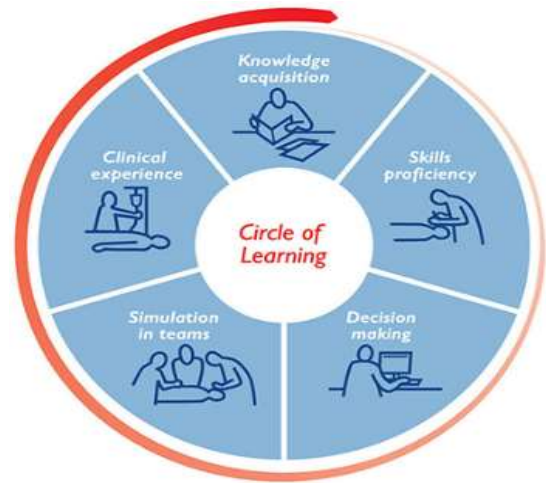 Knowledge
acquisition
Skills
proficiency
Decision
making
Simulation
in teams
Clinical
experience
Circle of
Learning